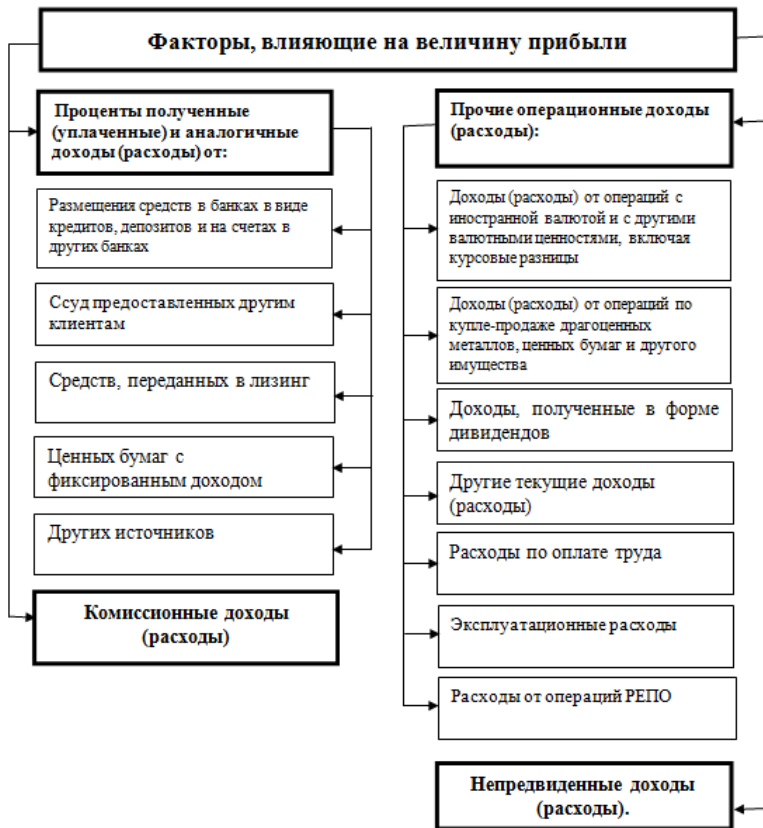 Факторы, влияющие на величину прибыли
Проценты полученные
(уплаченные) и аналогичные
доходы (расходы) от:
Размещения средств в банках в виде
кредитов, депозитов и на счетах в
других банках
Ссуд предоставленных другим
клиентам
Средств, переданных в лизинг
Ценных бумаг с
фиксированным доходом
Других источников
Комиссионные доходы
(расходы)
Прочие операционные доходы
(расходы):
Доходы (расходы) от операций с
иностранной валютой и с другими
валютными ценностями, включая
курсовые разницы
Доходы (расходы) от операций по
купле-продаже драгоценных
металлов, ценных бумаг и другого
имущества
Доходы, полученные в форме
дивидендов
Другие текущие доходы
(расходы)
Расходы по оплате труда
Эксплуатационные расходы
Расходы от операций РЕПО
Непредвиденные доходы
(расходы).